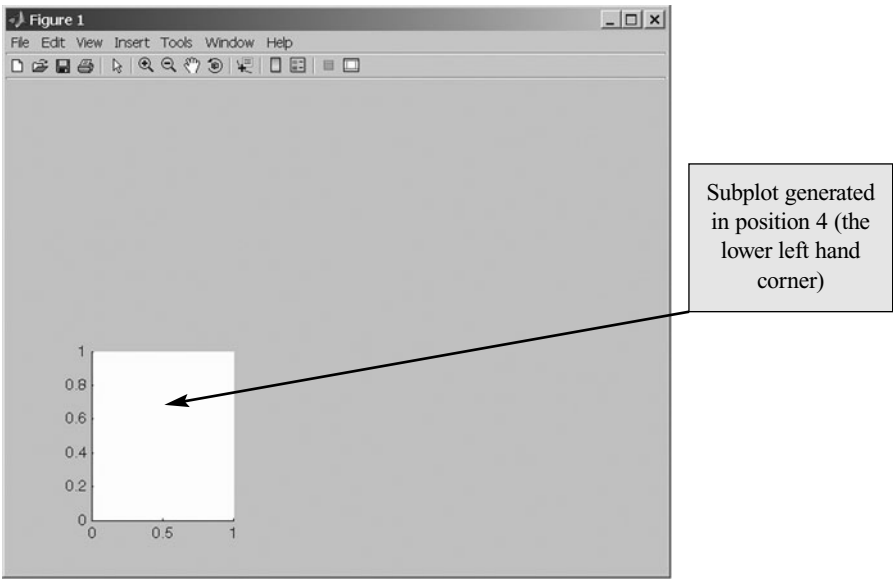 Figure 1
File Edit View Insert Tools Window Help
Subplot generated
in position 4 (the
lower left hand
corner)
1
0.8
0.6
0.4
0.2
0
0 0.5 1